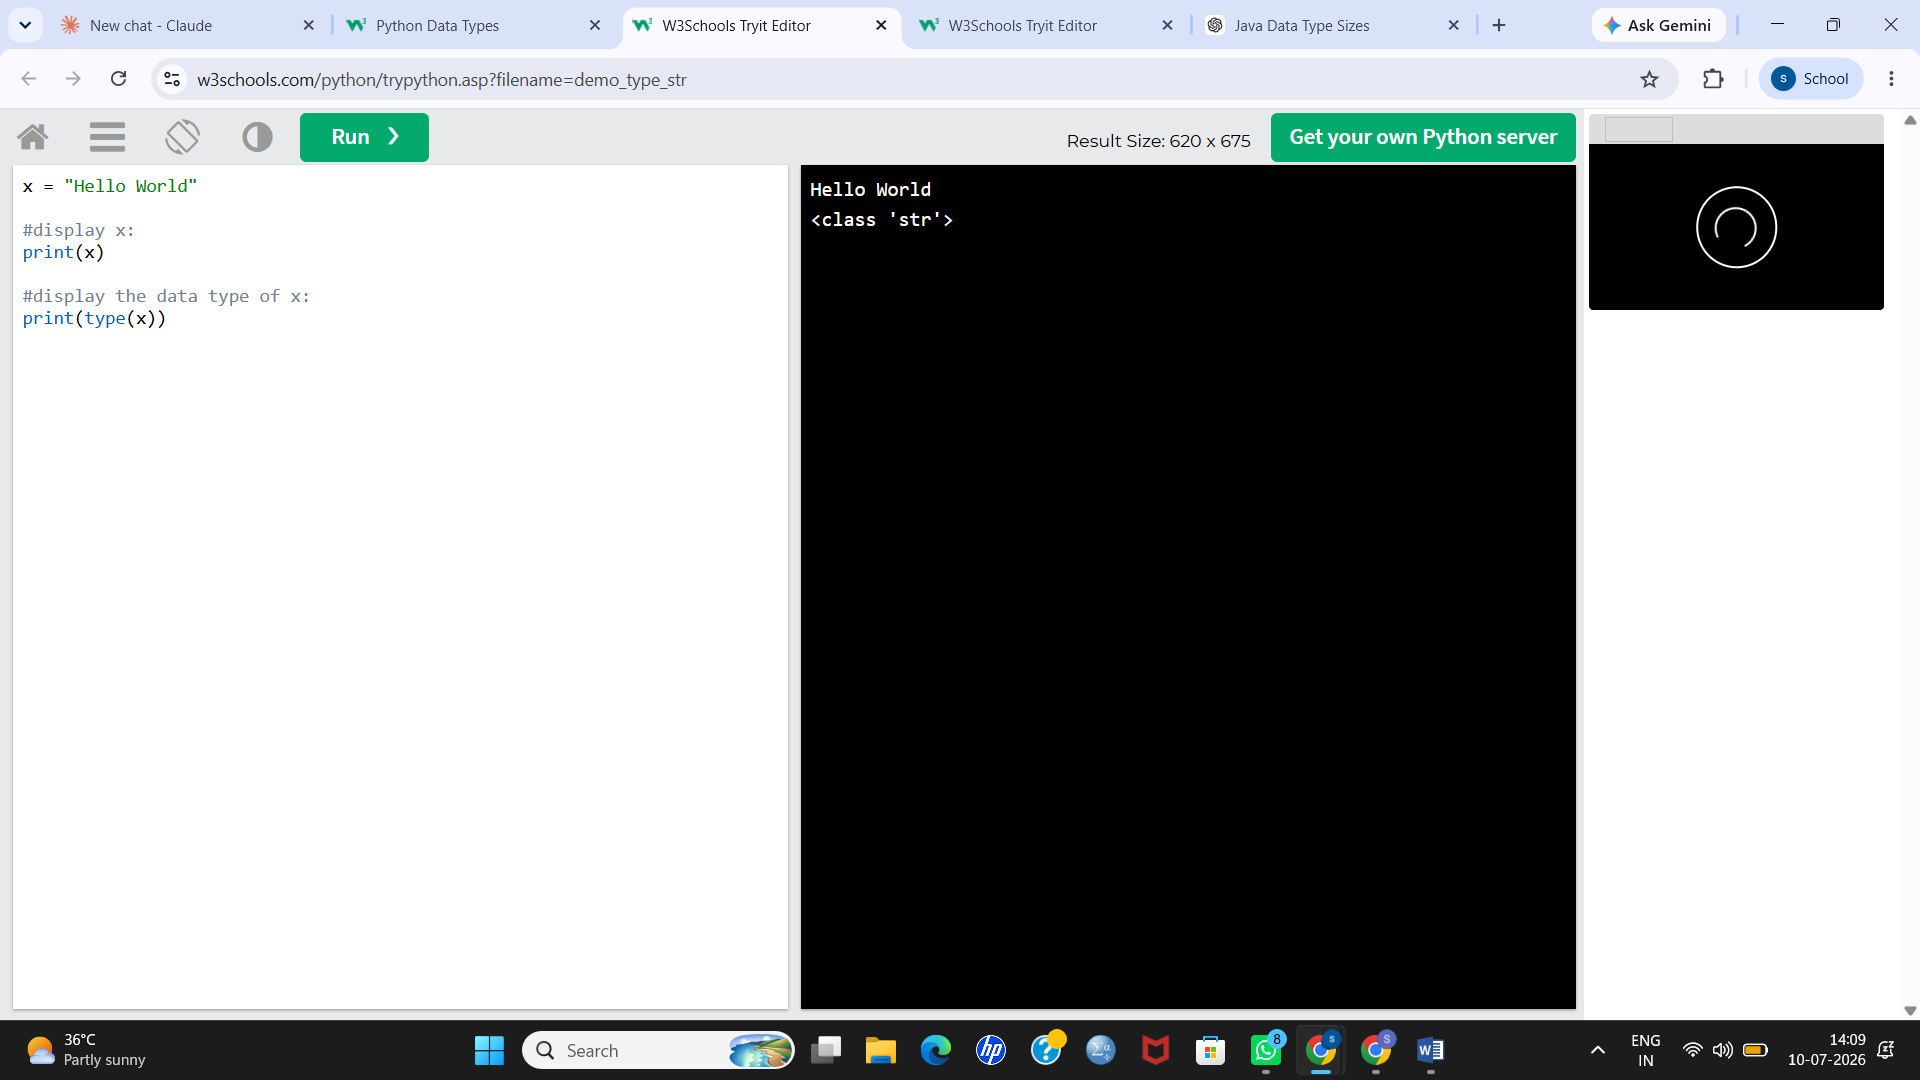 New chat - Claude
Python Data Types
W3Schools Tryit Editor
W3Schools Tryit Editor
Java Data Type Sizes
Ask Gemini
w3schools.com/python/trypython.asp?filename=demo_type_str
S School
Run ❯
Result Size: 620 x 675
Get your own Python server
x = "Hello World"
#display x:
print(x)
#display the data type of x:
print(type(x))
Hello World
<class 'str'>
36°C
Partly sunny
Search
8
ENG
IN
14:09
10-07-2026